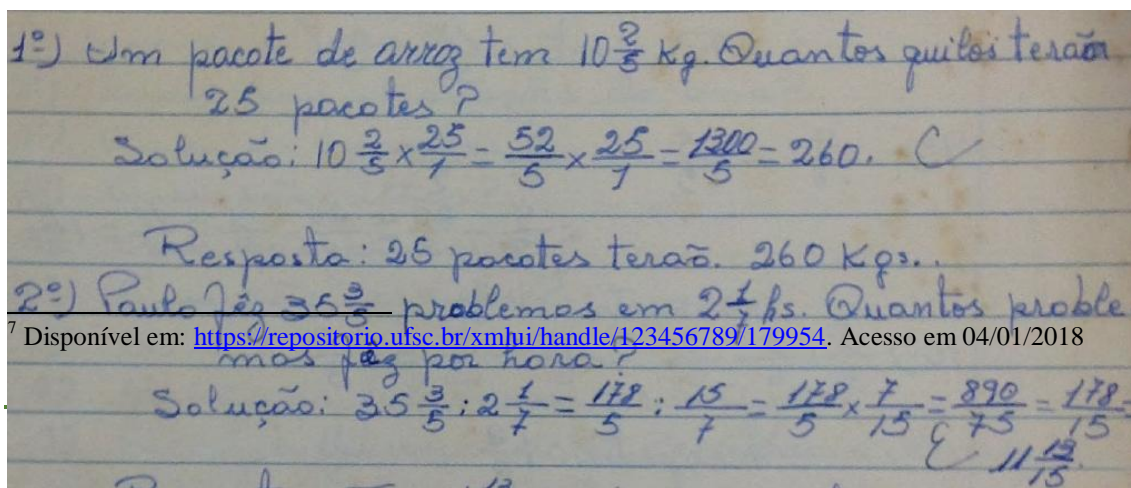 1º) Um pacote de arroz tem 10 2/5 Kg. Quantos quilos terão
25 pacotes?
Solução: 10 2/5 x 25/1 = 52/5 x 25/1 = 1300/5 = 260. C
Resposta: 25 pacotes terão. 260 Kgs..
2º) Paulo fêz 35 3/5 problemas em 2 1/7 hs. Quantos proble
7 Disponível em: https://repositorio.ufsc.br/xmlui/handle/123456789/179954. Acesso em 04/01/2018
mas fez por hora?
Solução: 35 3/5 : 2 1/7 = 178/5 : 15/7 = 178/5 x 7/15 = 890/75 = 178/15 =
C 11 13/15